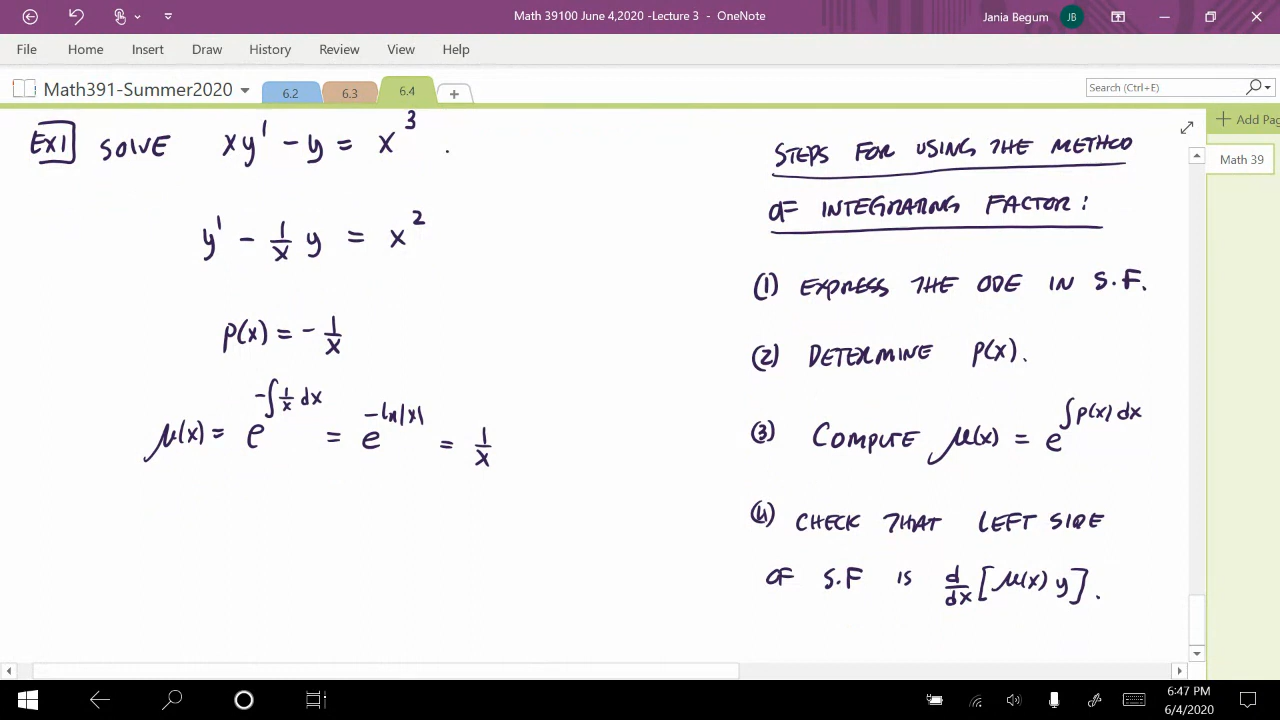 Math 39100 June 4,2020 -Lecture 3 - OneNote
Jania Begum JB
File Home Insert Draw History Review View Help
Math391-Summer2020 6.2 6.3 6.4
Search (Ctrl+E)
Add Pag
Math 39
EX1 SOLVE xy' - y = x^3.
y' - 1/x y = x^2
p(x) = - 1/x
μ(x) = e^{-∫ 1/x dx} = e^{-ln|x|} = 1/x
STEPS FOR USING THE METHOD
OF INTEGRATING FACTOR:
(1) EXPRESS THE ODE IN S.F.
(2) DETERMINE p(x).
(3) COMPUTE μ(x) = e^{∫p(x) dx}
(4) CHECK THAT LEFT SIDE
OF S.F IS d/dx [μ(x) y].
6:47 PM
6/4/2020